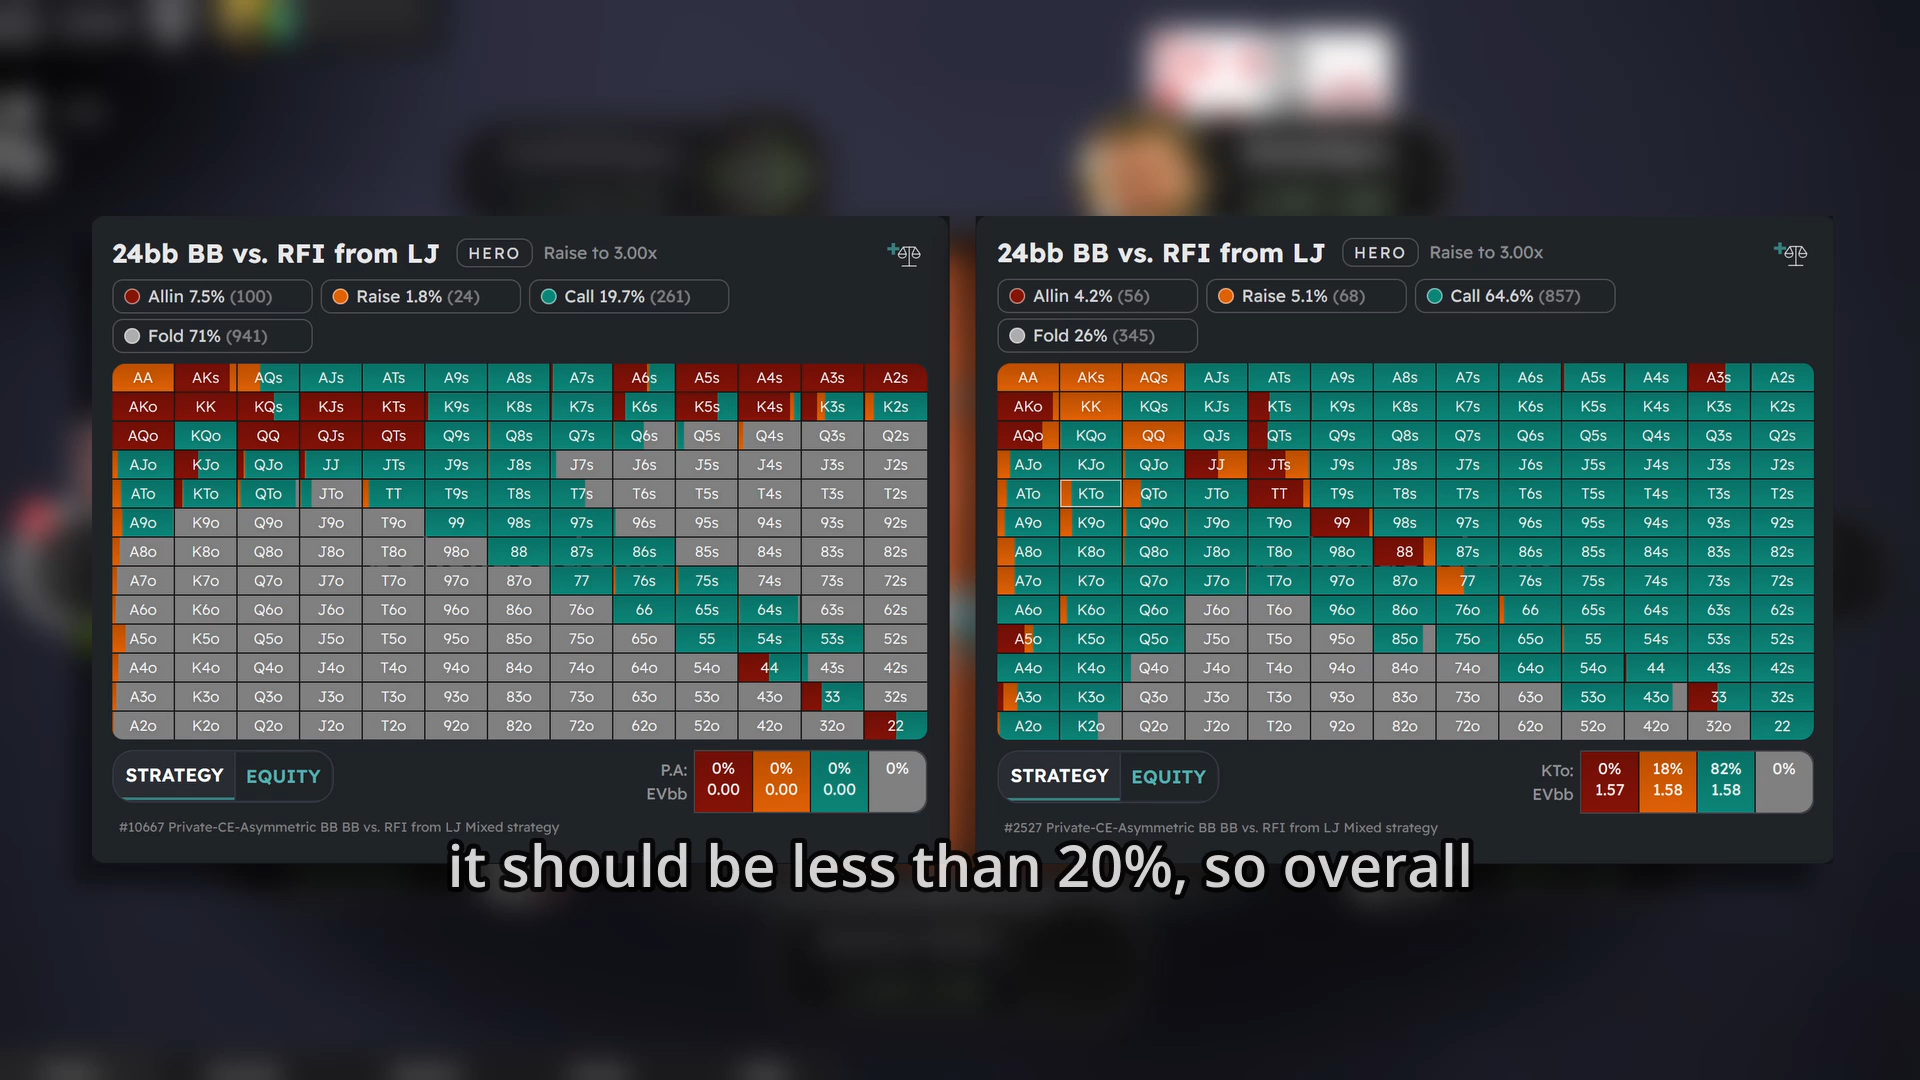 24bb BB vs. RFI from LJ HERO Raise to 3.00x
Allin 7.5% (100) Raise 1.8% (24) Call 19.7% (261)
Fold 71% (941)
AA AKs AQs AJs ATs A9s A8s A7s A6s A5s A4s A3s A2s
AKo KK KQs KJs KTs K9s K8s K7s K6s K5s K4s K3s K2s
AQo KQo QQ QJs QTs Q9s Q8s Q7s Q6s Q5s Q4s Q3s Q2s
AJo KJo QJo JJ JTs J9s J8s J7s J6s J5s J4s J3s J2s
ATo KTo QTo JTo TT T9s T8s T7s T6s T5s T4s T3s T2s
A9o K9o Q9o J9o T9o 99 98s 97s 96s 95s 94s 93s 92s
A8o K8o Q8o J8o T8o 98o 88 87s 86s 85s 84s 83s 82s
A7o K7o Q7o J7o T7o 97o 87o 77 76s 75s 74s 73s 72s
A6o K6o Q6o J6o T6o 96o 86o 76o 66 65s 64s 63s 62s
A5o K5o Q5o J5o T5o 95o 85o 75o 65o 55 54s 53s 52s
A4o K4o Q4o J4o T4o 94o 84o 74o 64o 54o 44 43s 42s
A3o K3o Q3o J3o T3o 93o 83o 73o 63o 53o 43o 33 32s
A2o K2o Q2o J2o T2o 92o 82o 72o 62o 52o 42o 32o 22
STRATEGY EQUITY
P.A: 0% 0% 0% 0%
EVbb 0.00 0.00 0.00
#10667 Private-CE-Asymmetric BB BB vs. RFI from LJ Mixed strategy
24bb BB vs. RFI from LJ HERO Raise to 3.00x
Allin 4.2% (56) Raise 5.1% (68) Call 64.6% (857)
Fold 26% (345)
AA AKs AQs AJs ATs A9s A8s A7s A6s A5s A4s A3s A2s
AKo KK KQs KJs KTs K9s K8s K7s K6s K5s K4s K3s K2s
AQo KQo QQ QJs QTs Q9s Q8s Q7s Q6s Q5s Q4s Q3s Q2s
AJo KJo QJo JJ JTs J9s J8s J7s J6s J5s J4s J3s J2s
ATo KTo QTo JTo TT T9s T8s T7s T6s T5s T4s T3s T2s
A9o K9o Q9o J9o T9o 99 98s 97s 96s 95s 94s 93s 92s
A8o K8o Q8o J8o T8o 98o 88 87s 86s 85s 84s 83s 82s
A7o K7o Q7o J7o T7o 97o 87o 77 76s 75s 74s 73s 72s
A6o K6o Q6o J6o T6o 96o 86o 76o 66 65s 64s 63s 62s
A5o K5o Q5o J5o T5o 95o 85o 75o 65o 55 54s 53s 52s
A4o K4o Q4o J4o T4o 94o 84o 74o 64o 54o 44 43s 42s
A3o K3o Q3o J3o T3o 93o 83o 73o 63o 53o 43o 33 32s
A2o K2o Q2o J2o T2o 92o 82o 72o 62o 52o 42o 32o 22
STRATEGY EQUITY
KTo: 0% 18% 82% 0%
EVbb 1.57 1.58 1.58
#2527 Private-CE-Asymmetric BB BB vs. RFI from LJ Mixed strategy
it should be less than 20%, so overall